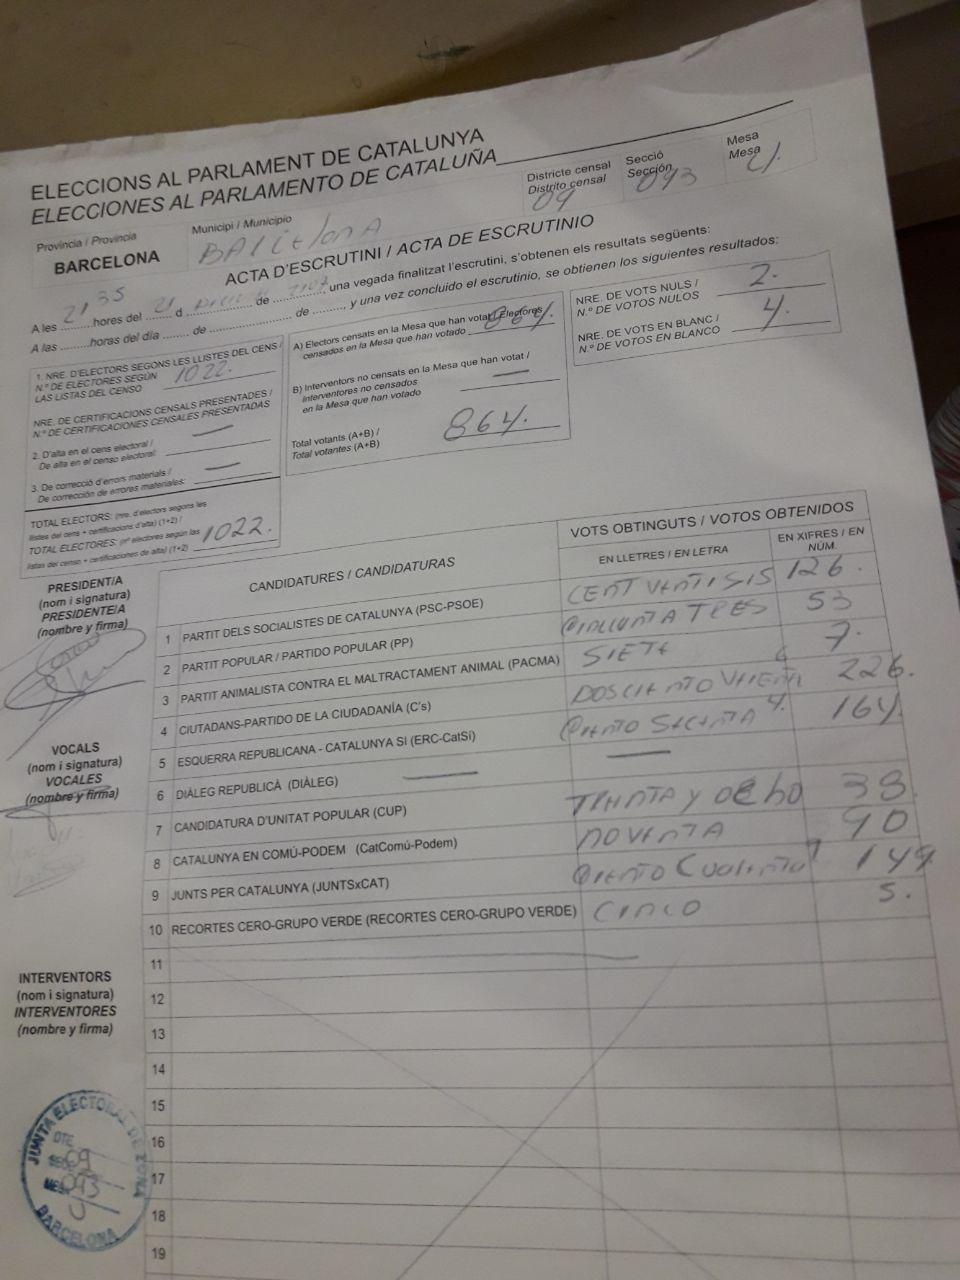 ELECCIONS AL PARLAMENT DE CATALUNYA
ELECCIONES AL PARLAMENTO DE CATALUÑA
Districte censal
Distrito censal
09
Secció
Sección
093
Mesa
Mesa
U
Província / Provincia
BARCELONA
Municipi / Municipio
BARCELONA
ACTA D'ESCRUTINI / ACTA DE ESCRUTINIO
A les 21 35 hores del 21 d de , una vegada finalitzat l'escrutini, s'obtenen els resultats següents:
A las horas del día de de , y una vez concluido el escrutinio, se obtienen los siguientes resultados:
1. NRE. D'ELECTORS SEGONS LES LLISTES DEL CENS /
N.º DE ELECTORES SEGÚN
LAS LISTAS DEL CENSO 1022.
NRE. DE CERTIFICACIONS CENSALS PRESENTADES /
N.º DE CERTIFICACIONES CENSALES PRESENTADAS
2. D'alta en el cens electoral /
De alta en el censo electoral:
3. De correcció d'errors materials /
De corrección de errores materiales:
TOTAL ELECTORS: (nre. d'electors segons les
llistes del cens + certificacions d'alta) (1+2) /
TOTAL ELECTORES: (nº electores según las
listas del censo + certificaciones de alta) (1+2) 1022.
A) Electors censats en la Mesa que han votat / Electores
censados en la Mesa que han votado 864.
B) Interventors no censats en la Mesa que han votat /
Interventores no censados
en la Mesa que han votado
Total votants (A+B) /
Total votantes (A+B) 864.
NRE. DE VOTS NULS /
N.º DE VOTOS NULOS 2.
NRE. DE VOTS EN BLANC /
N.º DE VOTOS EN BLANCO 4.
CANDIDATURES / CANDIDATURAS
VOTS OBTINGUTS / VOTOS OBTENIDOS
EN LLETRES / EN LETRA
EN XIFRES / EN
NÚM.
1 PARTIT DELS SOCIALISTES DE CATALUNYA (PSC-PSOE) 126.
2 PARTIT POPULAR / PARTIDO POPULAR (PP) TRES 53
3 PARTIT ANIMALISTA CONTRA EL MALTRACTAMENT ANIMAL (PACMA) SIETE 7.
4 CIUTADANS-PARTIDO DE LA CIUDADANÍA (C's) 226.
5 ESQUERRA REPUBLICANA - CATALUNYA SÍ (ERC-CatSí) 164.
6 DIÀLEG REPUBLICÀ (DIÀLEG)
7 CANDIDATURA D'UNITAT POPULAR (CUP) TREINTA Y OCHO 38.
8 CATALUNYA EN COMÚ-PODEM (CatComú-Podem) NOVENTA 90
9 JUNTS PER CATALUNYA (JUNTSxCAT) 149.
10 RECORTES CERO-GRUPO VERDE (RECORTES CERO-GRUPO VERDE) CINCO 5.
11
12
13
14
15
16
17
18
19
PRESIDENT/A
(nom i signatura)
PRESIDENTE/A
(nombre y firma)
VOCALS
(nom i signatura)
VOCALES
(nombre y firma)
INTERVENTORS
(nom i signatura)
INTERVENTORES
(nombre y firma)
JUNTA ELECTORAL DE ZONA
DTE. 09
SECC. 093
MESA U
BARCELONA